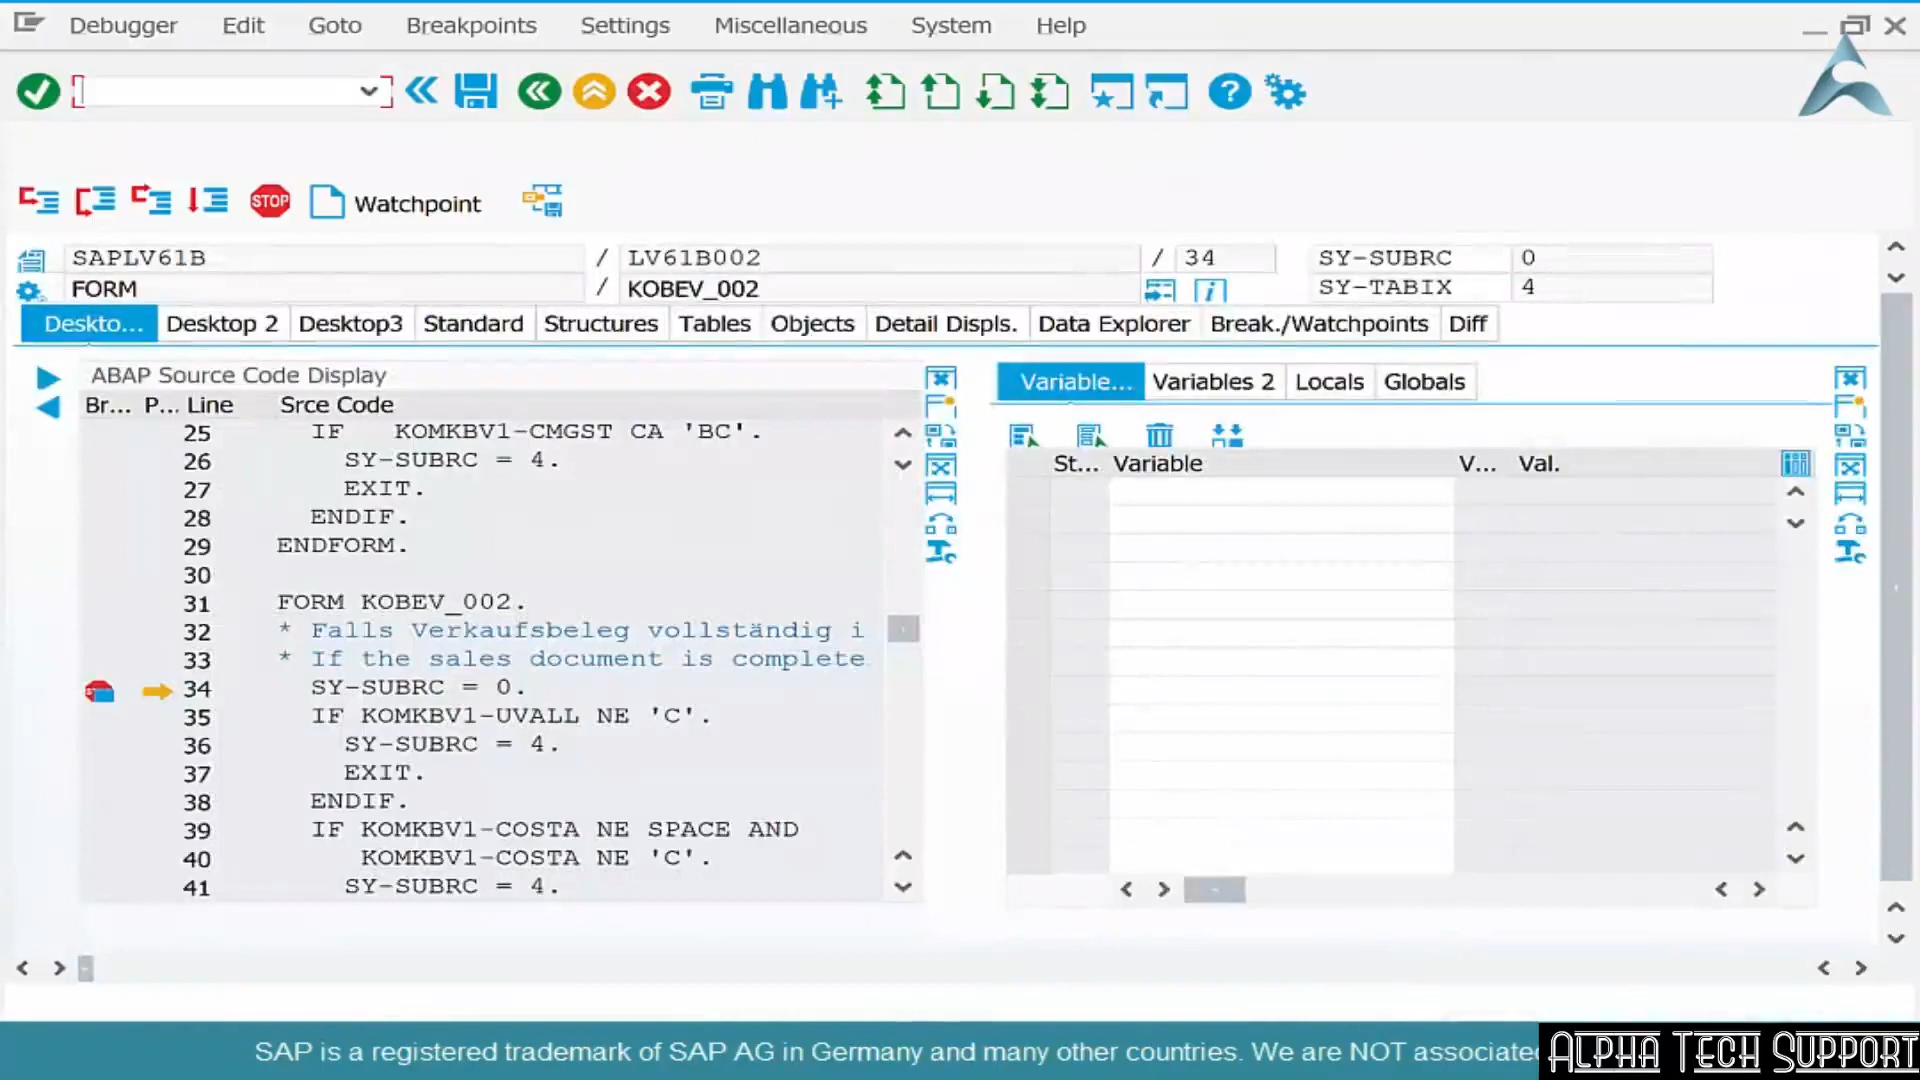 Debugger Edit Goto Breakpoints Settings Miscellaneous System Help
STOP Watchpoint
SAPLV61B / LV61B002 / 34 SY-SUBRC 0
FORM / KOBEV_002 SY-TABIX 4
Deskto... Desktop 2 Desktop3 Standard Structures Tables Objects Detail Displs. Data Explorer Break./Watchpoints Diff
ABAP Source Code Display
Br... P... Line Srce Code
25 IF KOMKBV1-CMGST CA 'BC'.
26 SY-SUBRC = 4.
27 EXIT.
28 ENDIF.
29 ENDFORM.
30
31 FORM KOBEV_002.
32 * Falls Verkaufsbeleg vollständig i
33 * If the sales document is complete
34 SY-SUBRC = 0.
35 IF KOMKBV1-UVALL NE 'C'.
36 SY-SUBRC = 4.
37 EXIT.
38 ENDIF.
39 IF KOMKBV1-COSTA NE SPACE AND
40 KOMKBV1-COSTA NE 'C'.
41 SY-SUBRC = 4.
Variable... Variables 2 Locals Globals
St... Variable V... Val.
SAP is a registered trademark of SAP AG in Germany and many other countries. We are NOT associate
Alpha Tech Support